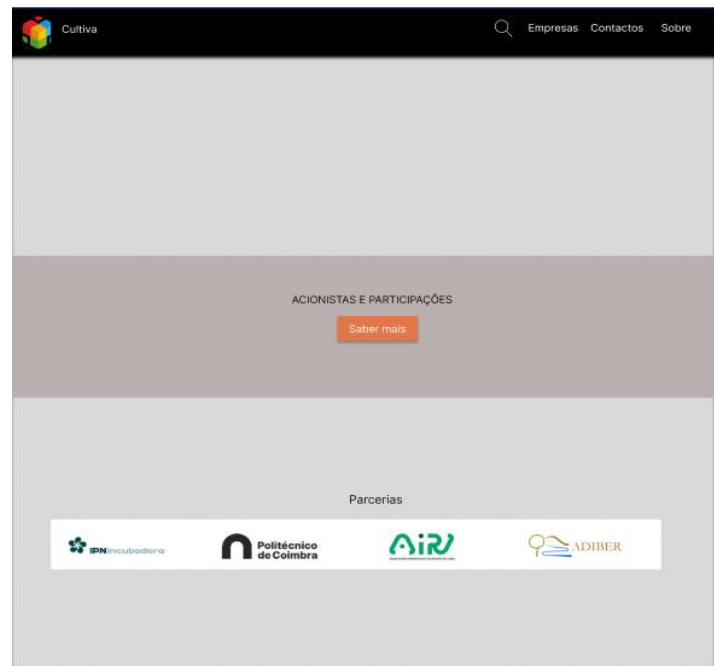 Cultiva
Empresas Contactos Sobre
ACIONISTAS E PARTICIPAÇÕES
Saber mais
Parcerias
IPNincubadora
Politécnico
de Coimbra
AIRV
ADIBER